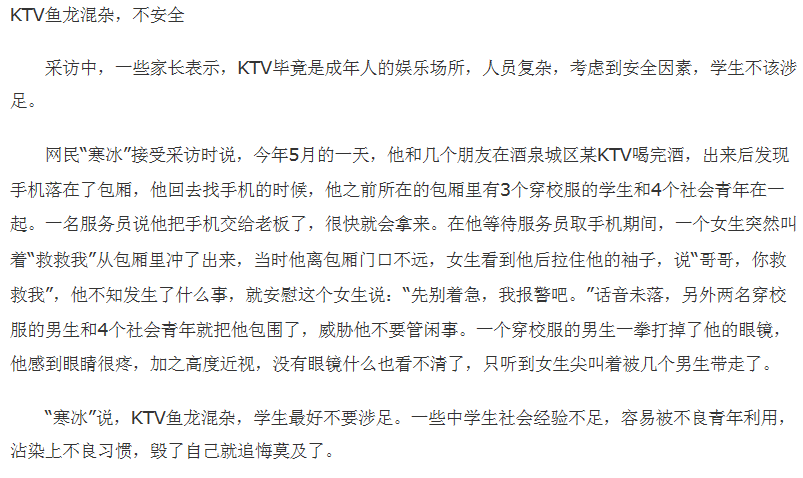 KTV鱼龙混杂，不安全
采访中，一些家长表示，KTV毕竟是成年人的娱乐场所，人员复杂，考虑到安全因素，学生不该涉
足。
网民“寒冰”接受采访时说，今年5月的一天，他和几个朋友在酒泉城区某KTV喝完酒，出来后发现
手机落在了包厢，他回去找手机的时候，他之前所在的包厢里有3个穿校服的学生和4个社会青年在一
起。一名服务员说他把手机交给老板了，很快就会拿来。在他等待服务员取手机期间，一个女生突然叫
着“救救我”从包厢里冲了出来，当时他离包厢门口不远，女生看到他后拉住他的袖子，说“哥哥，你救
救我”，他不知发生了什么事，就安慰这个女生说：“先别着急，我报警吧。”话音未落，另外两名穿校
服的男生和4个社会青年就把他包围了，威胁他不要管闲事。一个穿校服的男生一拳打掉了他的眼镜，
他感到眼睛很疼，加之高度近视，没有眼镜什么也看不清了，只听到女生尖叫着被几个男生带走了。
“寒冰”说，KTV鱼龙混杂，学生最好不要涉足。一些中学生社会经验不足，容易被不良青年利用，
沾染上不良习惯，毁了自己就追悔莫及了。